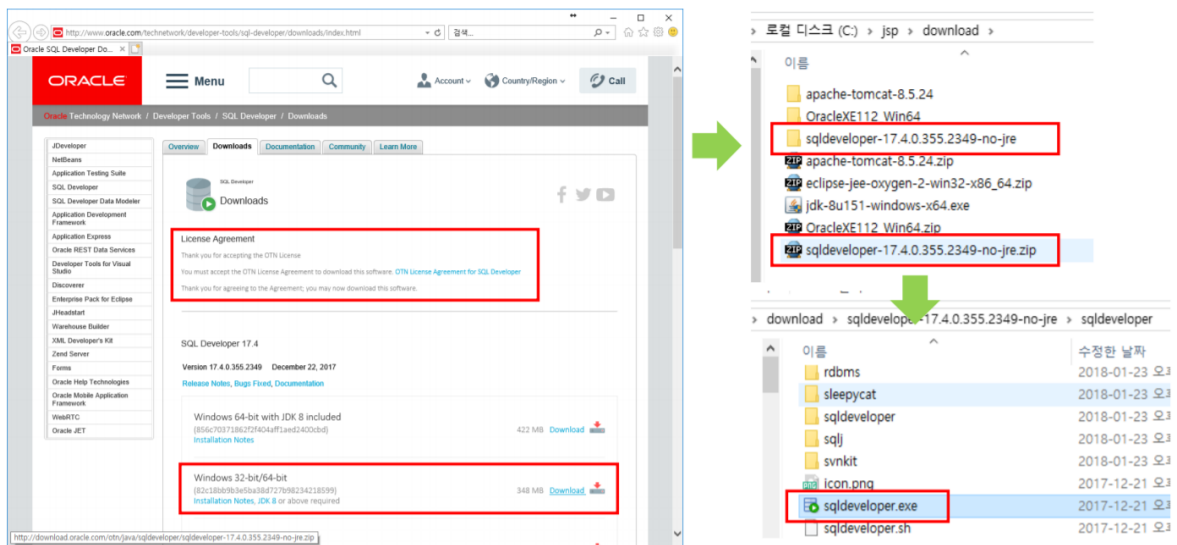 http://www.oracle.com/technetwork/developer-tools/sql-developer/downloads/index.html
검색...
Oracle SQL Developer Do...
ORACLE
Menu
Account
Country/Region
Call
Oracle Technology Network / Developer Tools / SQL Developer / Downloads
JDeveloper
NetBeans
Application Testing Suite
SQL Developer
SQL Developer Data Modeler
Application Development
Framework
Application Express
Oracle REST Data Services
Developer Tools for Visual
Studio
Discoverer
Enterprise Pack for Eclipse
JHeadstart
Warehouse Builder
XML Developer's Kit
Zend Server
Forms
Oracle Help Technologies
Oracle Mobile Application
Framework
WebRTC
Oracle JET
Overview Downloads Documentation Community Learn More
SQL Developer
Downloads
License Agreement
Thank you for accepting the OTN License
You must accept the OTN License Agreement to download this software. OTN License Agreement for SQL Developer
Thank you for agreeing to the Agreement; you may now download this software.
SQL Developer 17.4
Version 17.4.0.355.2349 December 22, 2017
Release Notes, Bugs Fixed, Documentation
Windows 64-bit with JDK 8 included
(856c70371862f2f404aff1aed2400cbd)
Installation Notes
422 MB Download
Windows 32-bit/64-bit
(82c18bb9b3e5ba38d727b98234218599)
Installation Notes, JDK 8 or above required
348 MB Download
http://download.oracle.com/otn/java/sqldeveloper/sqldeveloper-17.4.0.355.2349-no-jre.zip
로컬 디스크 (C:) > jsp > download >
이름
apache-tomcat-8.5.24
OracleXE112_Win64
sqldeveloper-17.4.0.355.2349-no-jre
apache-tomcat-8.5.24.zip
eclipse-jee-oxygen-2-win32-x86_64.zip
jdk-8u151-windows-x64.exe
OracleXE112_Win64.zip
sqldeveloper-17.4.0.355.2349-no-jre.zip
> download > sqldeveloper-17.4.0.355.2349-no-jre > sqldeveloper
이름 수정한 날짜
rdbms 2018-01-23 오
sleepycat 2018-01-23 오
sqldeveloper 2018-01-23 오
sqlj 2018-01-23 오
svnkit 2018-01-23 오
icon.png 2017-12-21 오
sqldeveloper.exe 2017-12-21 오
sqldeveloper.sh 2017-12-21 오